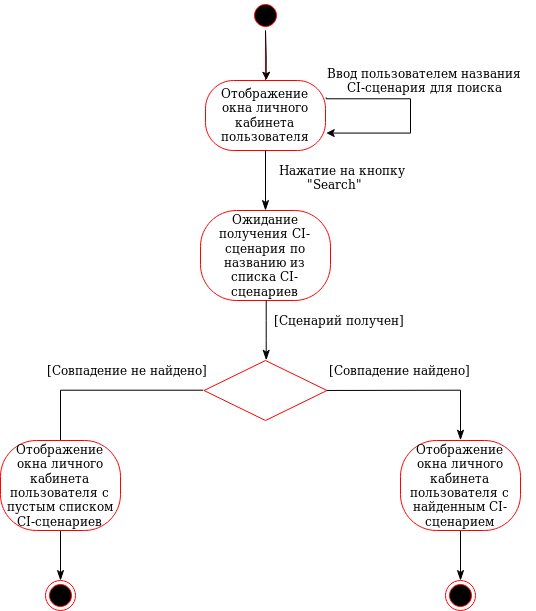 Ввод пользователем названия
CI-сценария для поиска
Отображение
окна личного
кабинета
пользователя
Нажатие на кнопку
"Search"
Ожидание
получения CI-
сценария по
названию из
списка CI-
сценариев
[Сценарий получен]
[Совпадение не найдено]
[Совпадение найдено]
Отображение
окна личного
кабинета
пользователя с
пустым списком
CI-сценариев
Отображение
окна личного
кабинета
пользователя с
найденным CI-
сценарием